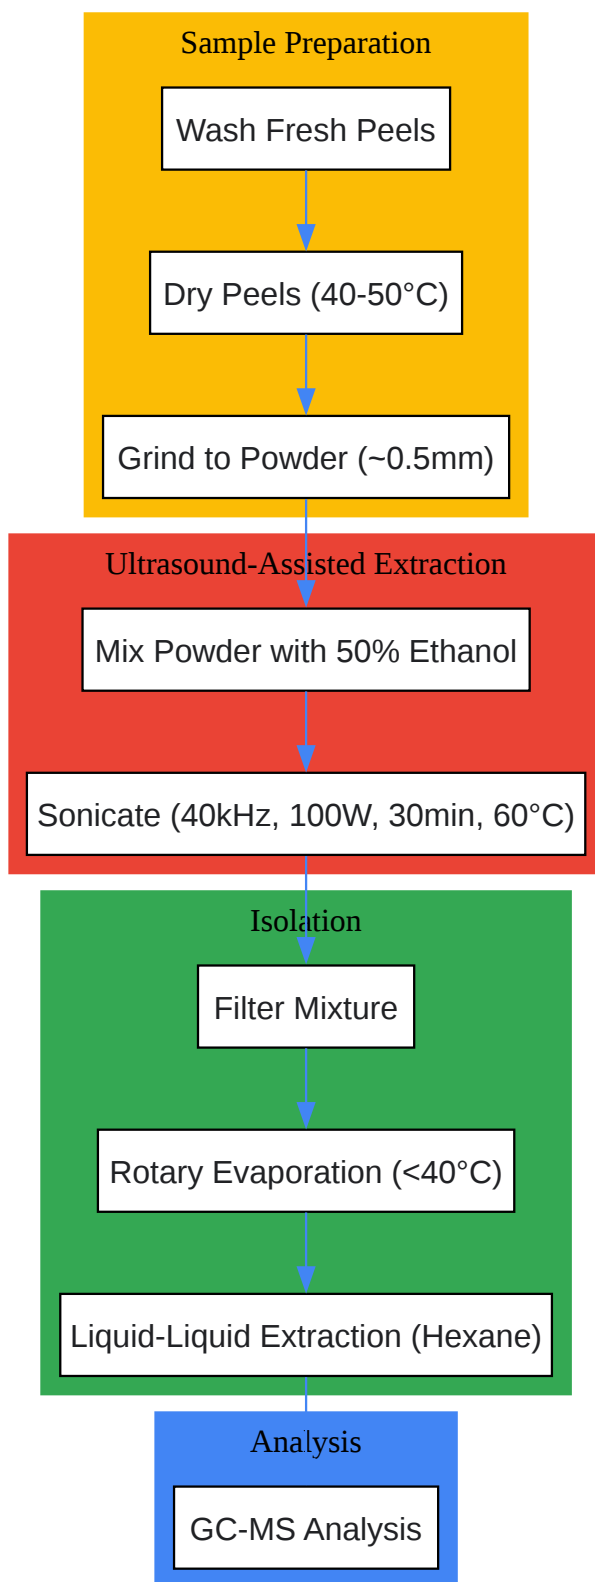 Sample Preparation
Wash Fresh Peels
Dry Peels (40-50°C)
Grind to Powder (~0.5mm)
Ultrasound-Assisted Extraction
Mix Powder with 50% Ethanol
Sonicate (40kHz, 100W, 30min, 60°C)
Isolation
Filter Mixture
Rotary Evaporation (<40°C)
Liquid-Liquid Extraction (Hexane)
Analysis
GC-MS Analysis